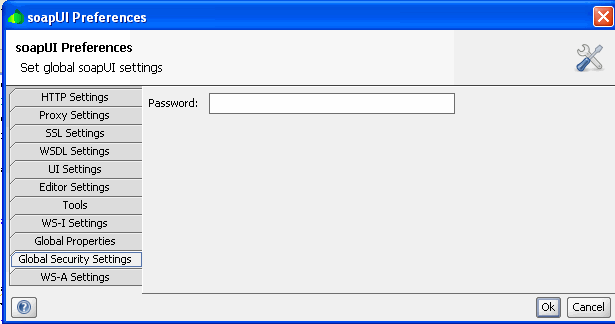 soapUI Preferences
soapUI Preferences
Set global soapUI settings
HTTP Settings
Proxy Settings
SSL Settings
WSDL Settings
UI Settings
Editor Settings
Tools
WS-I Settings
Global Properties
Global Security Settings
WS-A Settings
Password:
?
Ok
Cancel